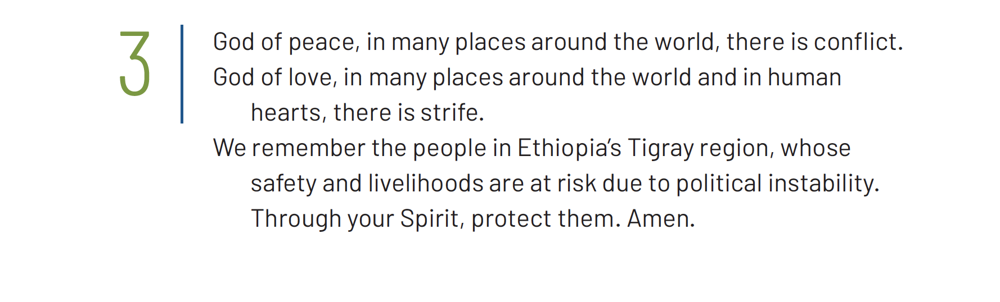 3
God of peace, in many places around the world, there is conflict.
God of love, in many places around the world and in human
hearts, there is strife.
We remember the people in Ethiopia’s Tigray region, whose
safety and livelihoods are at risk due to political instability.
Through your Spirit, protect them. Amen.